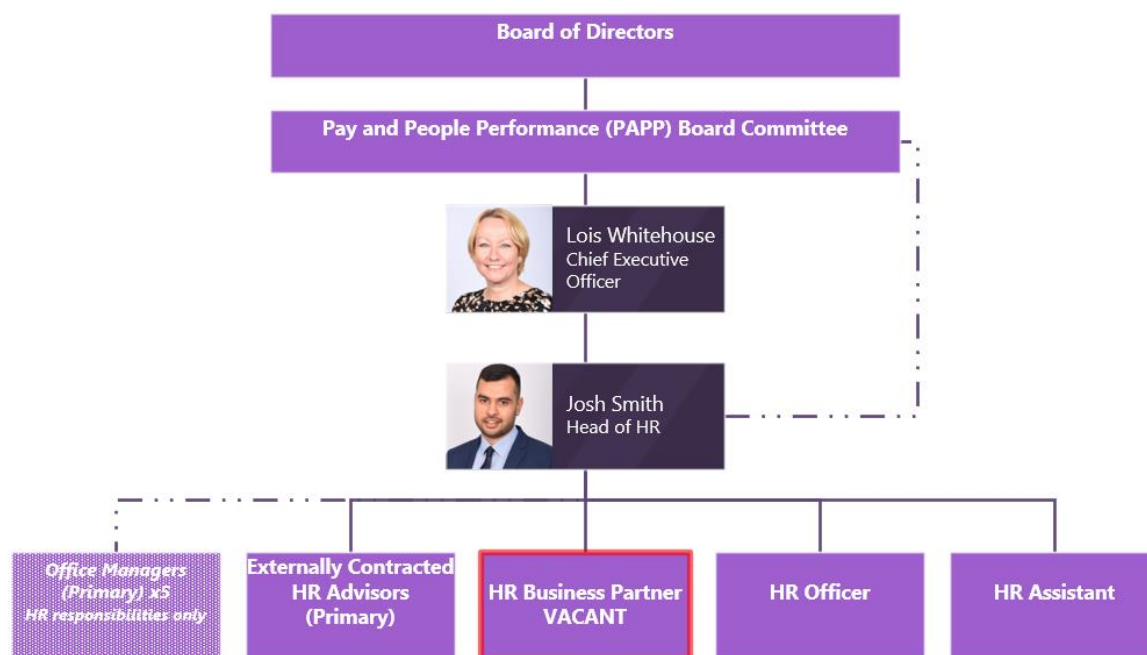 Board of Directors
Pay and People Performance (PAPP) Board Committee
Lois Whitehouse
Chief Executive
Officer
Josh Smith
Head of HR
Office Managers
(Primary) x5
HR responsibilities only
Externally Contracted
HR Advisors
(Primary)
HR Business Partner
VACANT
HR Officer
HR Assistant